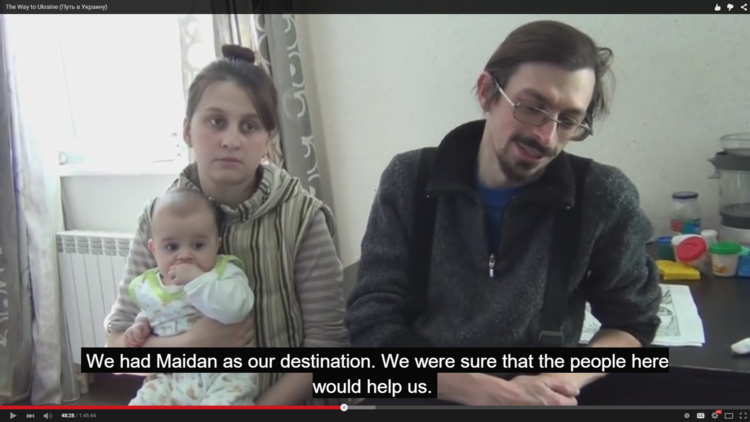 The Way to Ukraine (Путь в Украину)
We had Maidan as our destination. We were sure that the people here
would help us.
48:28 / 1:45:44